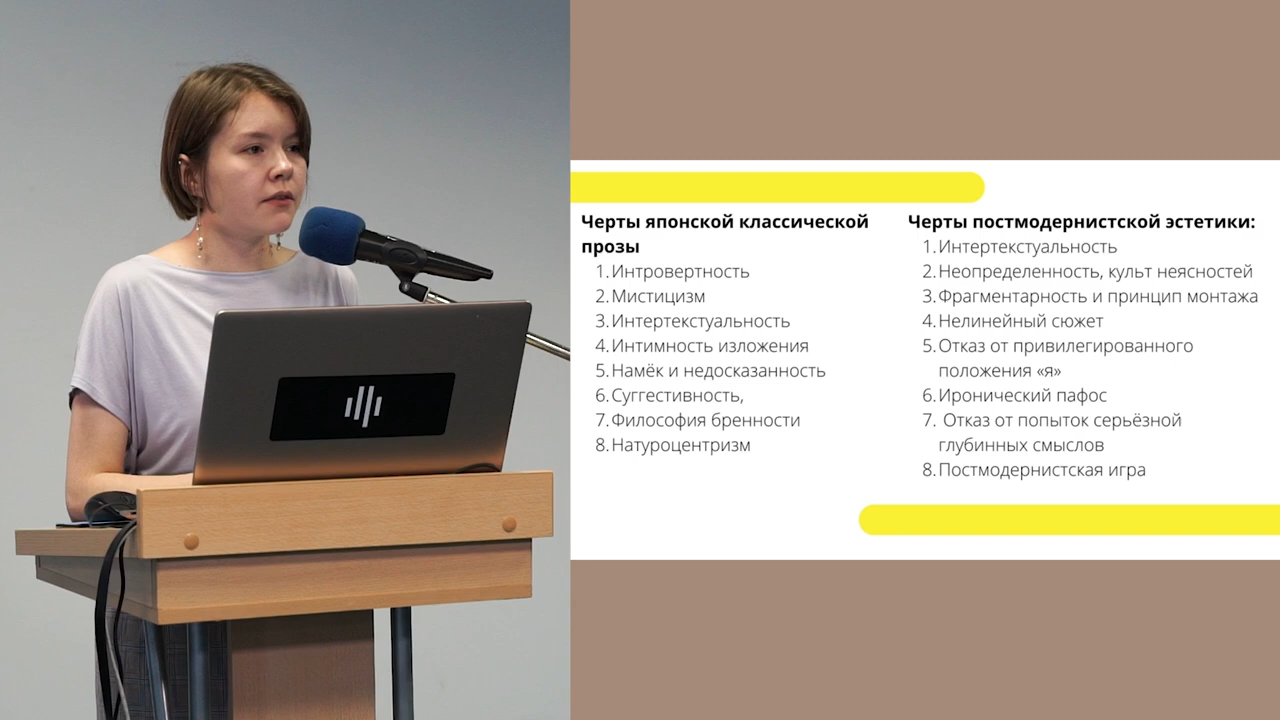 Черты японской классической
прозы
1.Интровертность
2.Мистицизм
3.Интертекстуальность
4.Интимность изложения
5.Намёк и недосказанность
6.Суггестивность,
7.Философия бренности
8.Натуроцентризм
Черты постмодернистской эстетики:
1.Интертекстуальность
2.Неопределенность, культ неясностей
3.Фрагментарность и принцип монтажа
4.Нелинейный сюжет
5.Отказ от привилегированного
положения «я»
6.Иронический пафос
7. Отказ от попыток серьёзной
глубинных смыслов
8.Постмодернистская игра